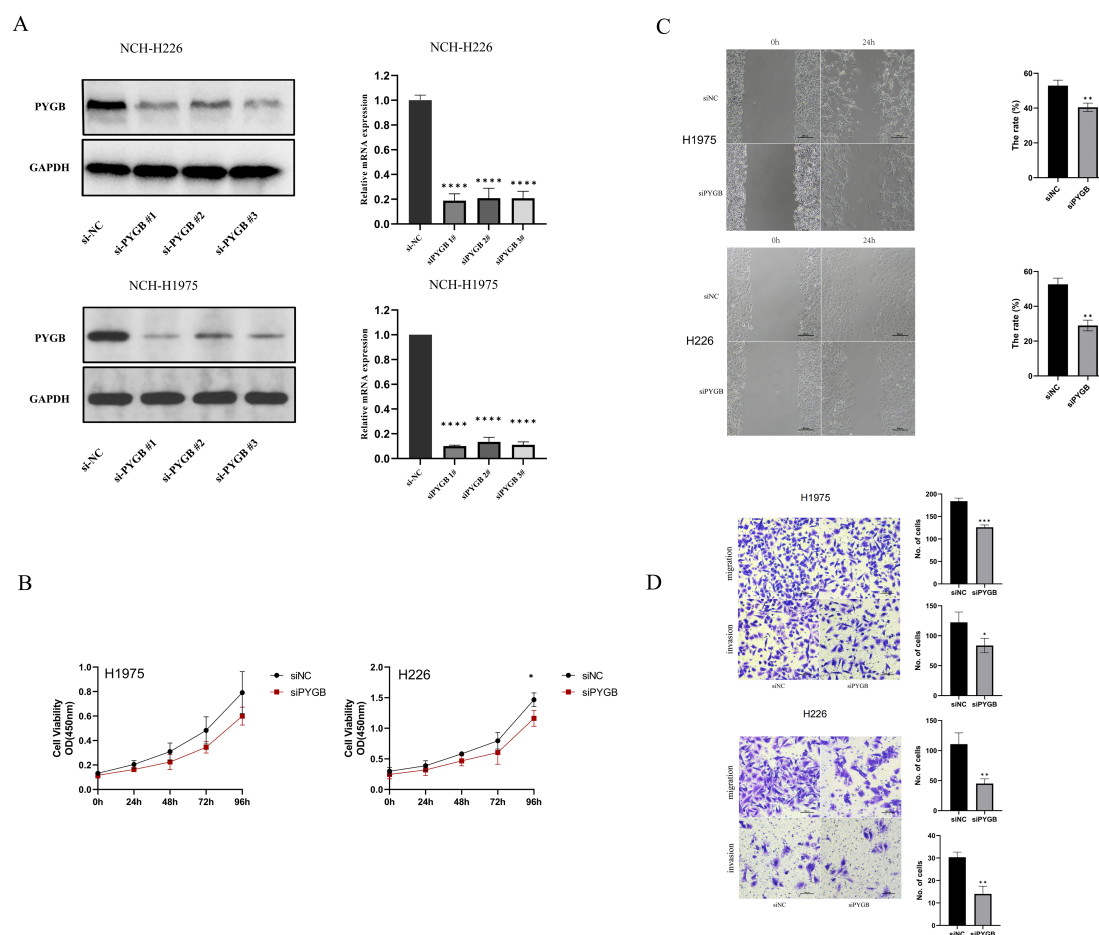 A
NCH-H226
PYGB
GAPDH
si-NC
si-PYGB #1
si-PYGB #2
si-PYGB #3
Relative mRNA expression
1.2
1.0
0.8
0.6
0.4
0.2
0.0
****
****
****
si-NC
siPYGB 1#
siPYGB 2#
siPYGB 3#
NCH-H1975
PYGB
GAPDH
si-NC
si-PYGB #1
si-PYGB #2
si-PYGB #3
NCH-H1975
Relative mRNA expression
1.2
1.0
0.8
0.6
0.4
0.2
0.0
****
****
****
si-NC
siPYGB 1#
siPYGB 2#
siPYGB 3#
B
H1975
Cell Viability
OD(450nm)
1.0
0.8
0.6
0.4
0.2
0.0
0h
24h
48h
72h
96h
siNC
siPYGB
H226
Cell Viability
OD(450nm)
2.0
1.5
1.0
0.5
0.0
0h
24h
48h
72h
96h
*
siNC
siPYGB
C
0h
24h
siNC
H1975
siPYGB
The rate (%)
60
40
20
0
**
siNC
siPYGB
0h
24h
siNC
H226
siPYGB
The rate (%)
60
40
20
0
**
siNC
siPYGB
D
H1975
migration
invasion
siNC
siPYGB
No. of cells
200
150
100
50
0
***
siNC
siPYGB
No. of cells
150
100
50
0
*
siNC
siPYGB
H226
migration
invasion
siNC
siPYGB
No. of cells
150
100
50
0
**
siNC
siPYGB
No. of cells
40
30
20
10
0
**
siNC
siPYGB